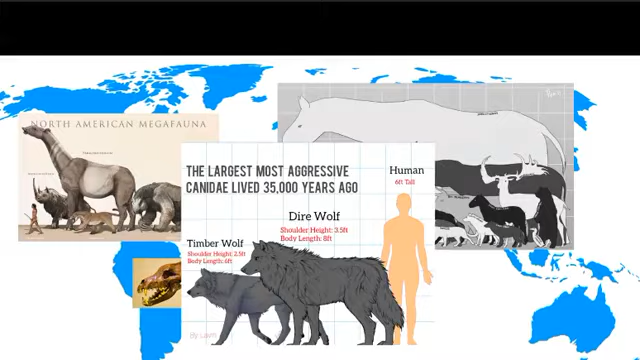 NORTH AMERICAN MEGAFAUNA
THE LARGEST MOST AGGRESSIVE
CANIDAE LIVED 35,000 YEARS AGO
Human
6ft Tall
Dire Wolf
Shoulder Height: 3.5ft
Body Length: 8ft
Timber Wolf
Shoulder Height: 2.5ft
Body Length: 6ft